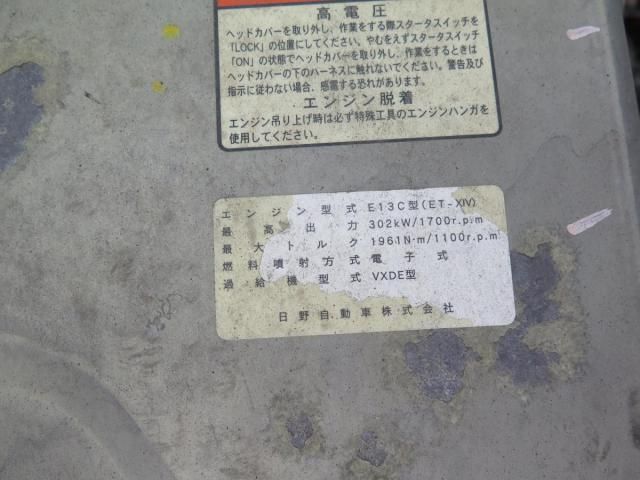 高電圧
ヘッドカバーを取り外し、作業をする際スタータスイッチを
「LOCK」の位置にしてください。やむをえずスタータスイッチ
「ON」の状態でヘッドカバーを取り外し、作業をするときは
ヘッドカバーの下のハーネスに触れないでください。警告及び
指示に従わない場合、感電する恐れがあります。
エンジン脱着
エンジン吊り上げ時は必ず特殊工具のエンジンハンガを
使用してください。
エンジン型式 E13C型(ET-XIV)
最高出力 302kW/1700r.p.m
最大トルク 1961N·m/1100r.p.m
燃料噴射方式 電子式
過給機型式 VXDE型
日野自動車株式会社